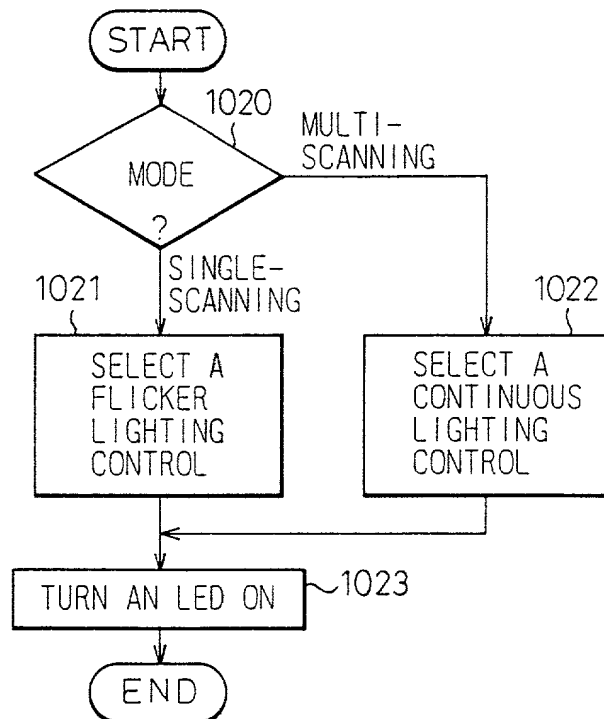 START
1020
MULTI-
SCANNING
MODE
?
SINGLE-
SCANNING
1021
1022
SELECT A
FLICKER
LIGHTING
CONTROL
SELECT A
CONTINUOUS
LIGHTING
CONTROL
TURN AN LED ON
1023
END